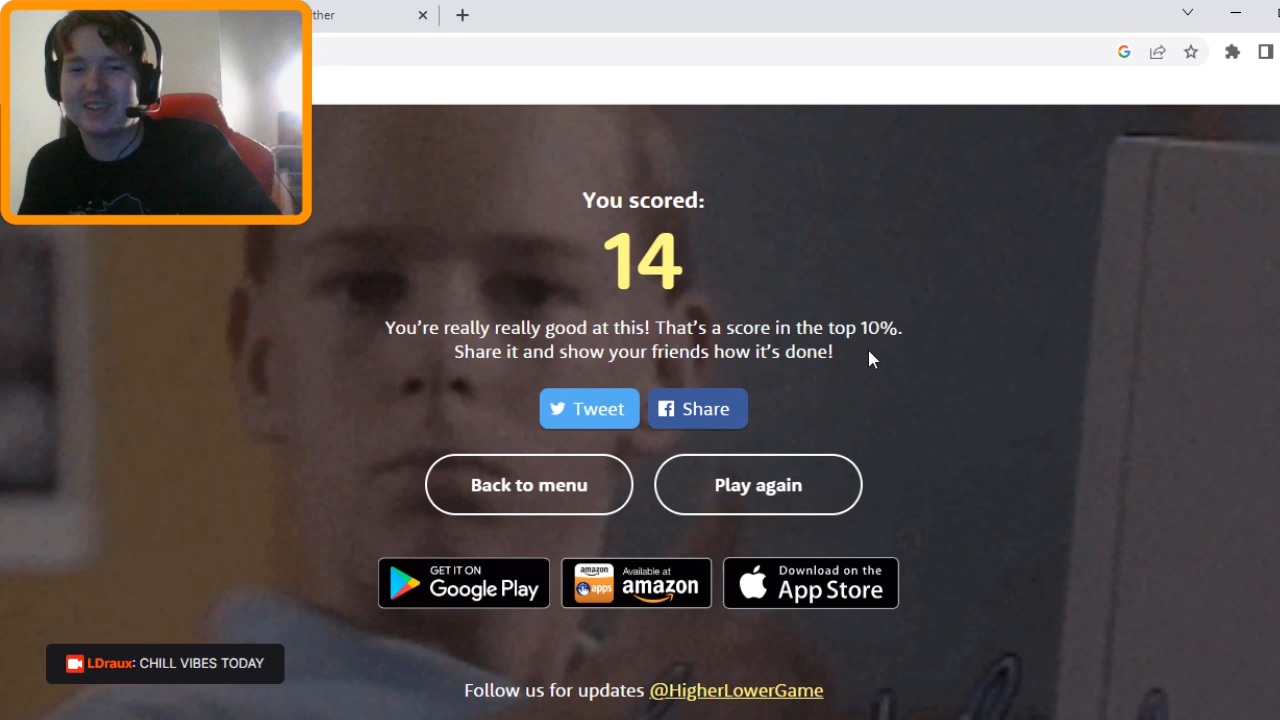 ther
You scored:
14
You're really really good at this! That's a score in the top 10%.
Share it and show your friends how it's done!
Tweet
Share
Back to menu
Play again
GET IT ON
Google Play
amazon
apps
Available at
amazon
Download on the
App Store
LDraux: CHILL VIBES TODAY
Follow us for updates @HigherLowerGame